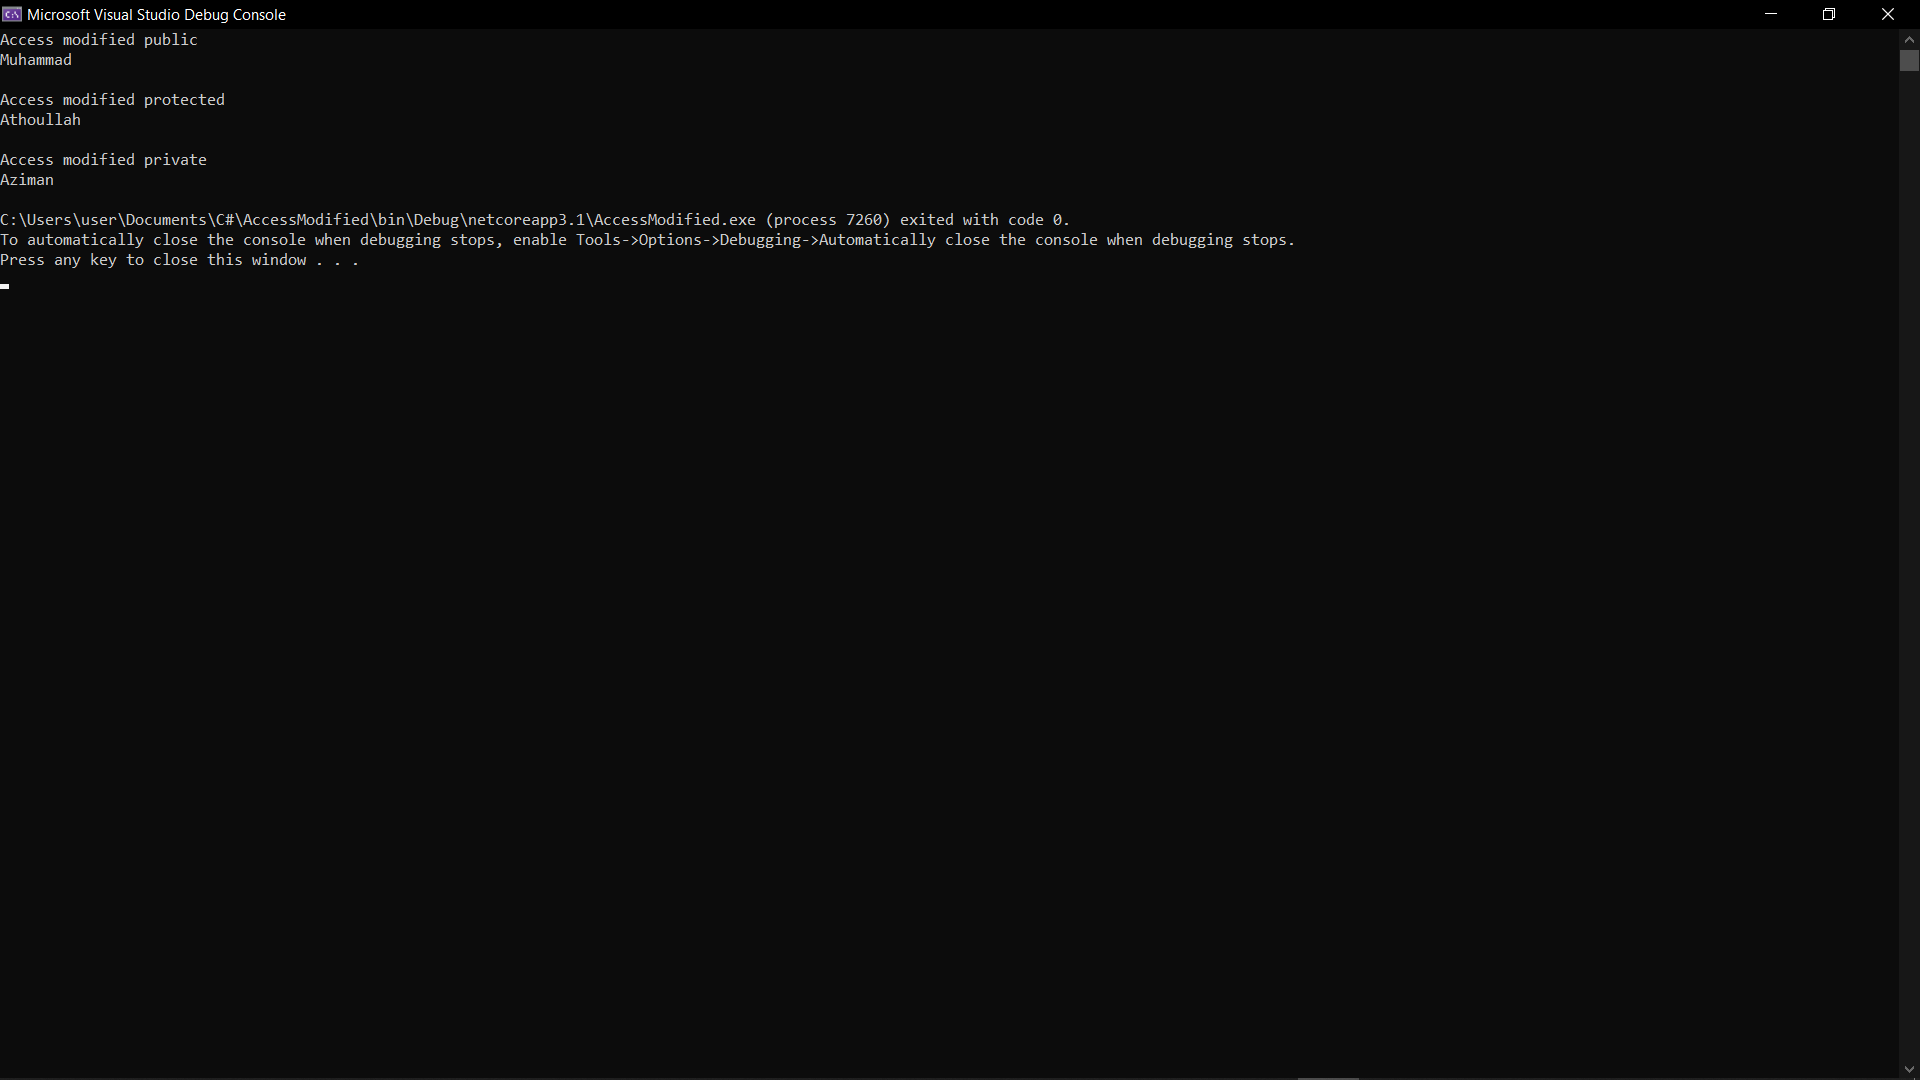 Microsoft Visual Studio Debug Console
Access modified public
Muhammad
Access modified protected
Athoullah
Access modified private
Aziman
C:\Users\user\Documents\C#\AccessModified\bin\Debug\netcoreapp3.1\AccessModified.exe (process 7260) exited with code 0.
To automatically close the console when debugging stops, enable Tools->Options->Debugging->Automatically close the console when debugging stops.
Press any key to close this window . . .